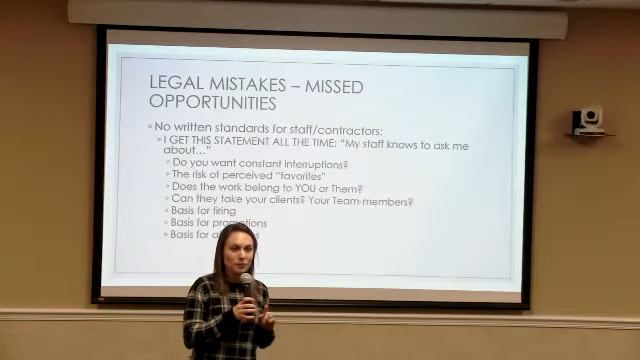 LEGAL MISTAKES – MISSED
OPPORTUNITIES
No written standards for staff/contractors:
I GET THIS STATEMENT ALL THE TIME: “My staff knows to ask me
about…”
Do you want constant interruptions?
The risk of perceived “favorites”
Does the work belong to YOU or Them?
Can they take your clients? Your Team-members?
Basis for firing
Basis for promotions
Basis for